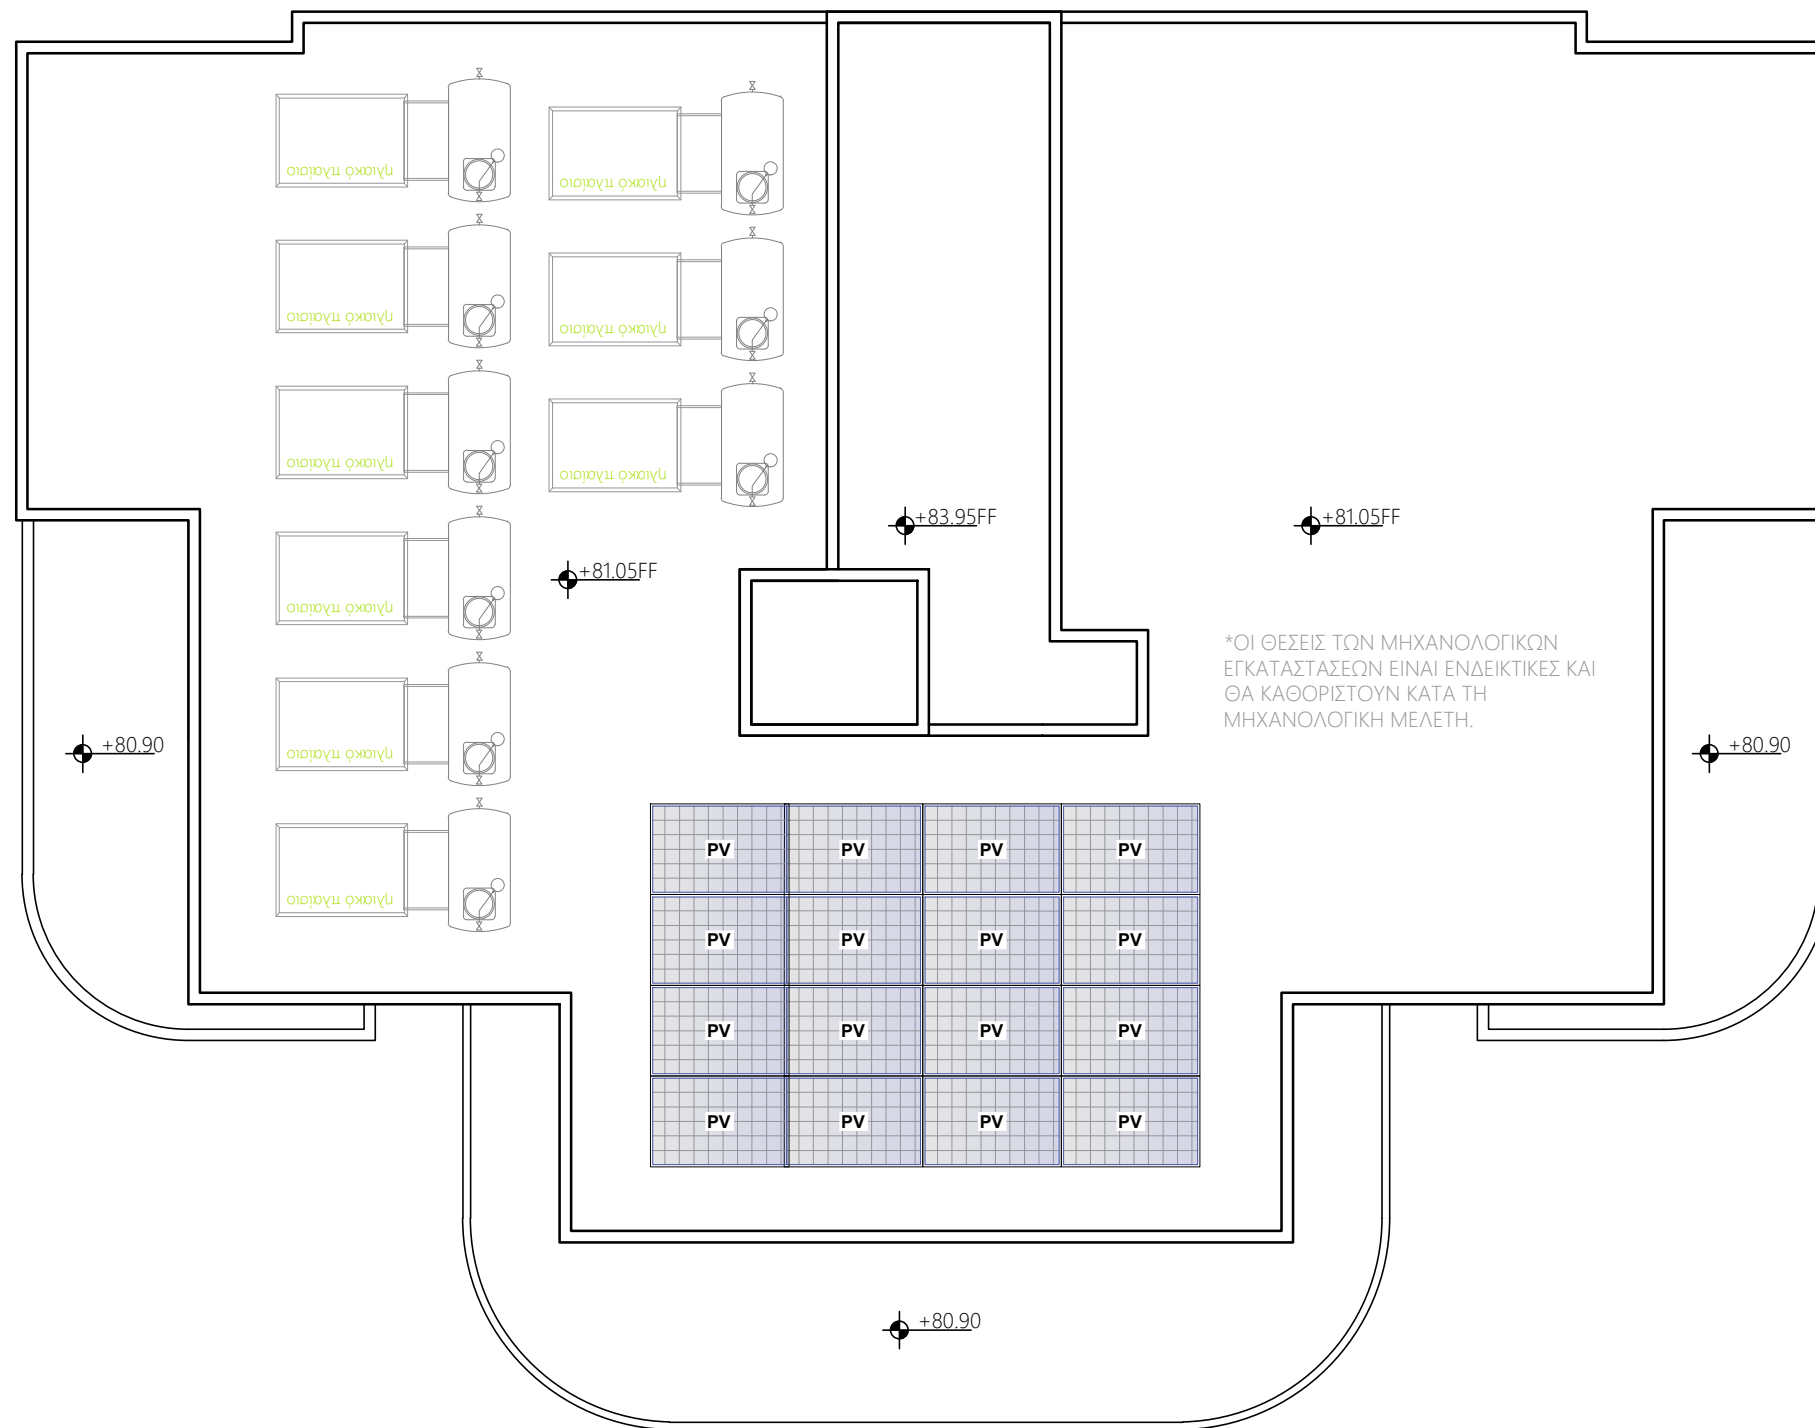 ηλιακό πλαίσιο
ηλιακό πλαίσιο
ηλιακό πλαίσιο
ηλιακό πλαίσιο
ηλιακό πλαίσιο
ηλιακό πλαίσιο
ηλιακό πλαίσιο
+83.95FF
+81.05FF
+81.05FF
ηλιακό πλαίσιο
*ΟΙ ΘΕΣΕΙΣ ΤΩΝ ΜΗΧΑΝΟΛΟΓΙΚΩΝ
ΕΓΚΑΤΑΣΤΑΣΕΩΝ ΕΙΝΑΙ ΕΝΔΕΙΚΤΙΚΕΣ ΚΑΙ
ΘΑ ΚΑΘΟΡΙΣΤΟΥΝ ΚΑΤΑ ΤΗ
ΜΗΧΑΝΟΛΟΓΙΚΗ ΜΕΛΕΤΗ.
+80.90
ηλιακό πλαίσιο
+80.90
PV PV PV PV
PV PV PV PV
PV PV PV PV
PV PV PV PV
+80.90